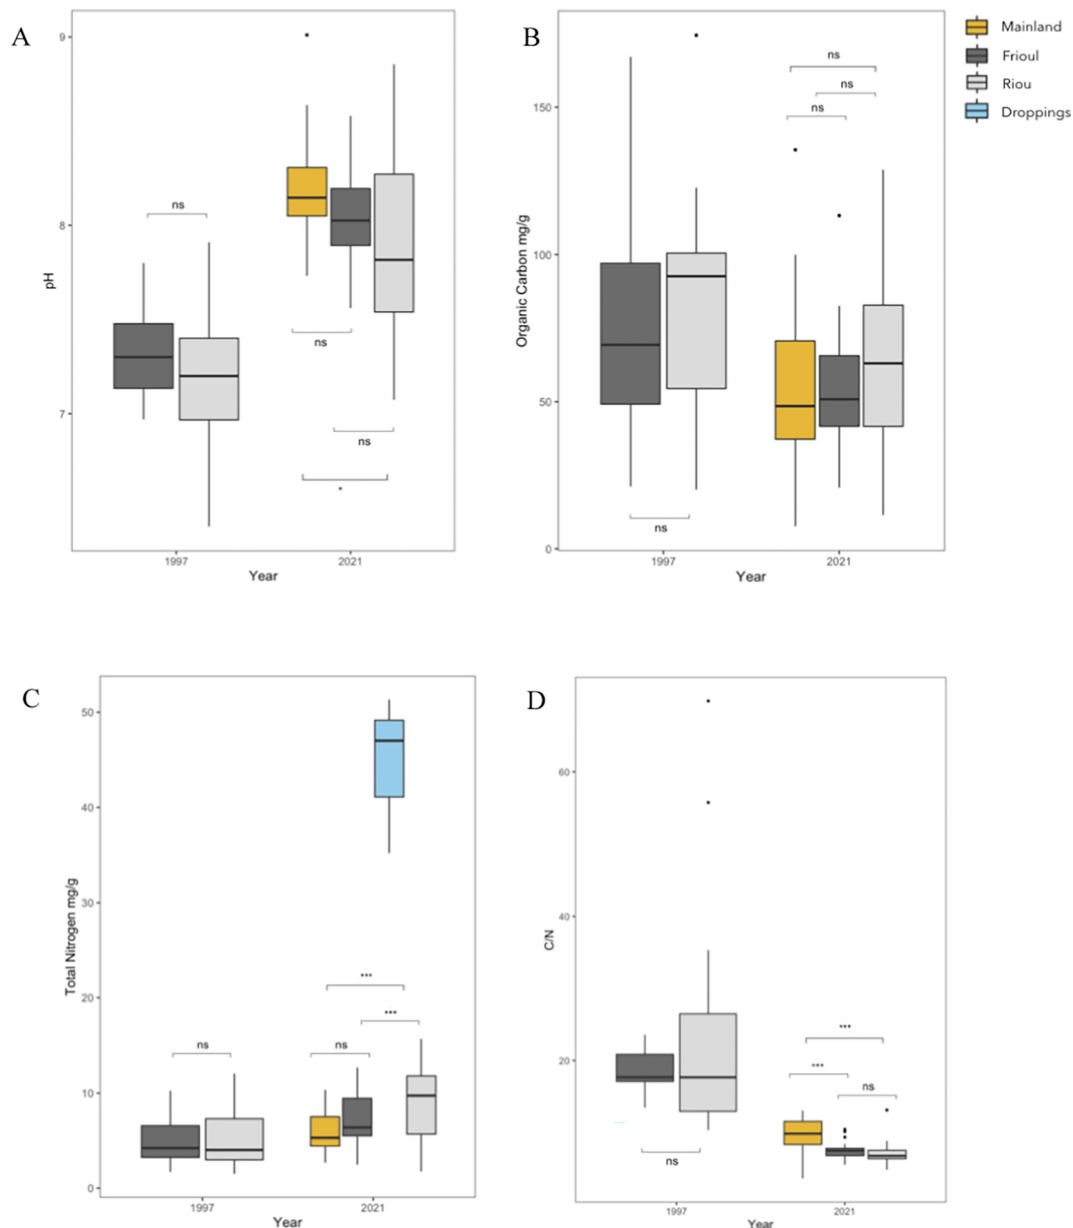 A
9
8
7
pH
ns
ns
ns
*
1997
2021
Year
B
150
100
50
0
Organic Carbon mg/g
ns
ns
ns
ns
1997
2021
Year
Mainland
Frioul
Riou
Droppings
C
50
40
30
20
10
0
Total Nitrogen mg/g
***
***
ns
ns
1997
2021
Year
D
60
40
20
C/N
***
***
ns
ns
1997
2021
Year